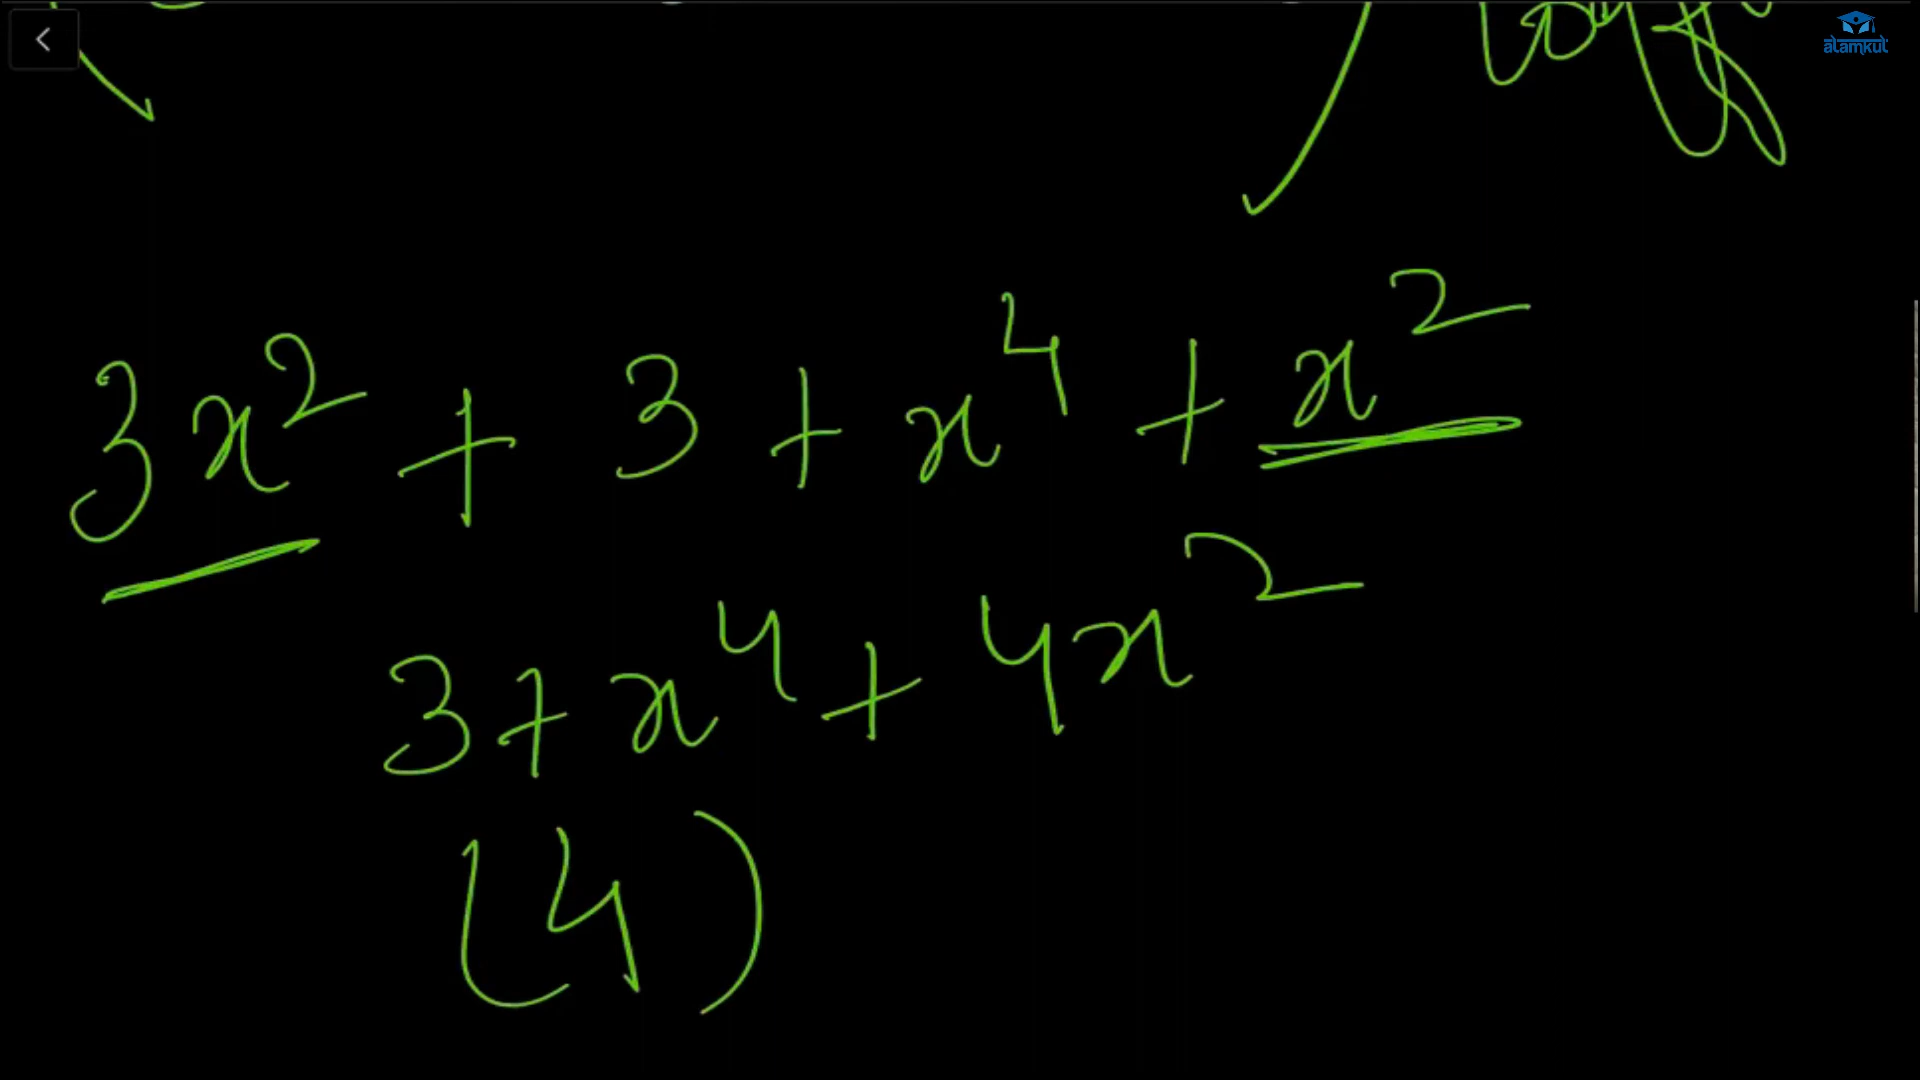 alamkul
3x² + 3 + x⁴ + x²
3 + x⁴ + 4x²
(4)